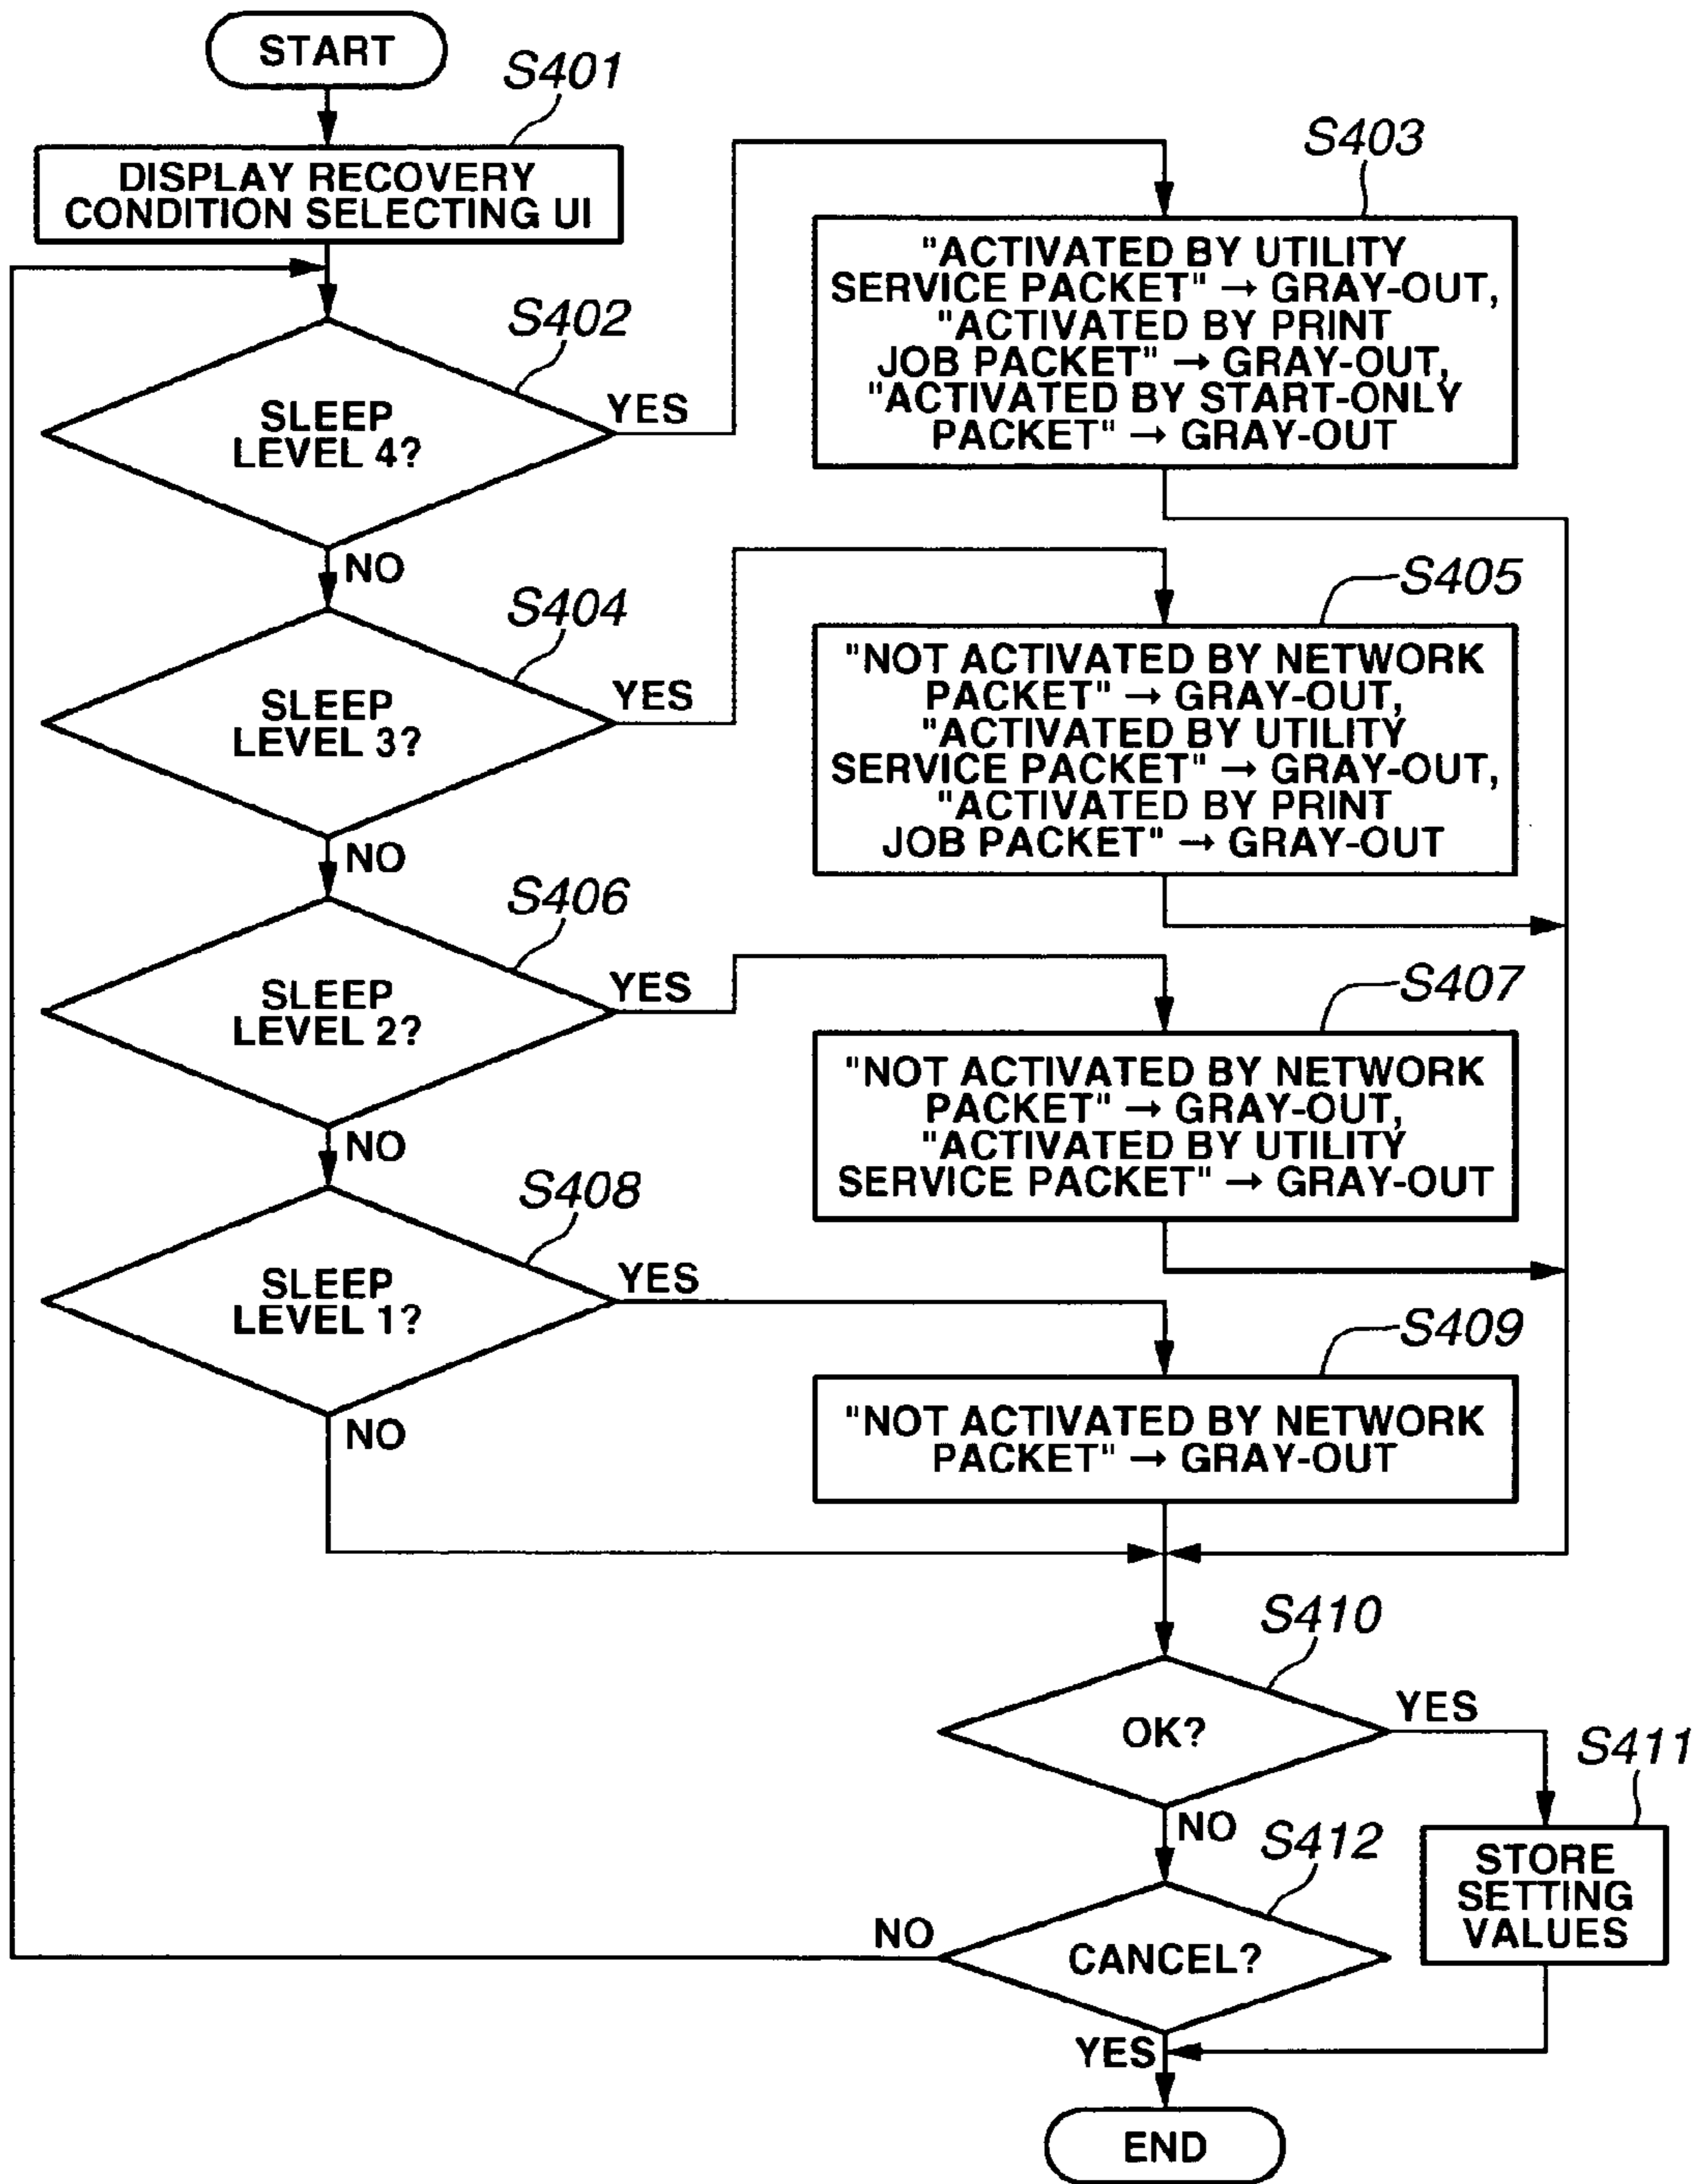 START
S401
DISPLAY RECOVERY
CONDITION SELECTING UI
S402
SLEEP
LEVEL 4?
YES
NO
S403
"ACTIVATED BY UTILITY
SERVICE PACKET" → GRAY-OUT,
"ACTIVATED BY PRINT
JOB PACKET" → GRAY-OUT,
"ACTIVATED BY START-ONLY
PACKET" → GRAY-OUT
S404
SLEEP
LEVEL 3?
YES
NO
S405
"NOT ACTIVATED BY NETWORK
PACKET" → GRAY-OUT,
"ACTIVATED BY UTILITY
SERVICE PACKET" → GRAY-OUT,
"ACTIVATED BY PRINT
JOB PACKET" → GRAY-OUT
S406
SLEEP
LEVEL 2?
YES
NO
S407
"NOT ACTIVATED BY NETWORK
PACKET" → GRAY-OUT,
"ACTIVATED BY UTILITY
SERVICE PACKET" → GRAY-OUT
S408
SLEEP
LEVEL 1?
YES
NO
S409
"NOT ACTIVATED BY NETWORK
PACKET" → GRAY-OUT
S410
OK?
YES
NO
S411
STORE
SETTING
VALUES
S412
CANCEL?
NO
YES
END